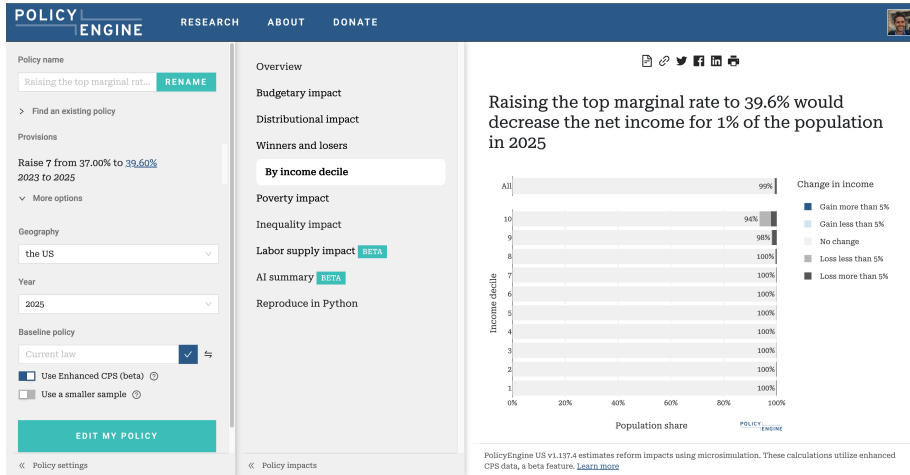 POLICY
ENGINE
RESEARCH
ABOUT
DONATE
Policy name
Raising the top marginal rat...
RENAME
Find an existing policy
Provisions
Raise 7 from 37.00% to 39.60%
2023 to 2025
More options
Geography
the US
Year
2025
Baseline policy
Current law
Use Enhanced CPS (beta)
Use a smaller sample
EDIT MY POLICY
Policy settings
Overview
Budgetary impact
Distributional impact
Winners and losers
By income decile
Poverty impact
Inequality impact
Labor supply impact BETA
AI summary BETA
Reproduce in Python
Policy impacts
Raising the top marginal rate to 39.6% would
decrease the net income for 1% of the population
in 2025
All 99%
10 94%
9 98%
8 100%
7 100%
6 100%
5 100%
4 100%
3 100%
2 100%
1 100%
Income decile
0% 20% 40% 60% 80% 100%
Population share
POLICY
ENGINE
Change in income
Gain more than 5%
Gain less than 5%
No change
Loss less than 5%
Loss more than 5%
PolicyEngine US v1.137.4 estimates reform impacts using microsimulation. These calculations utilize enhanced
CPS data, a beta feature. Learn more